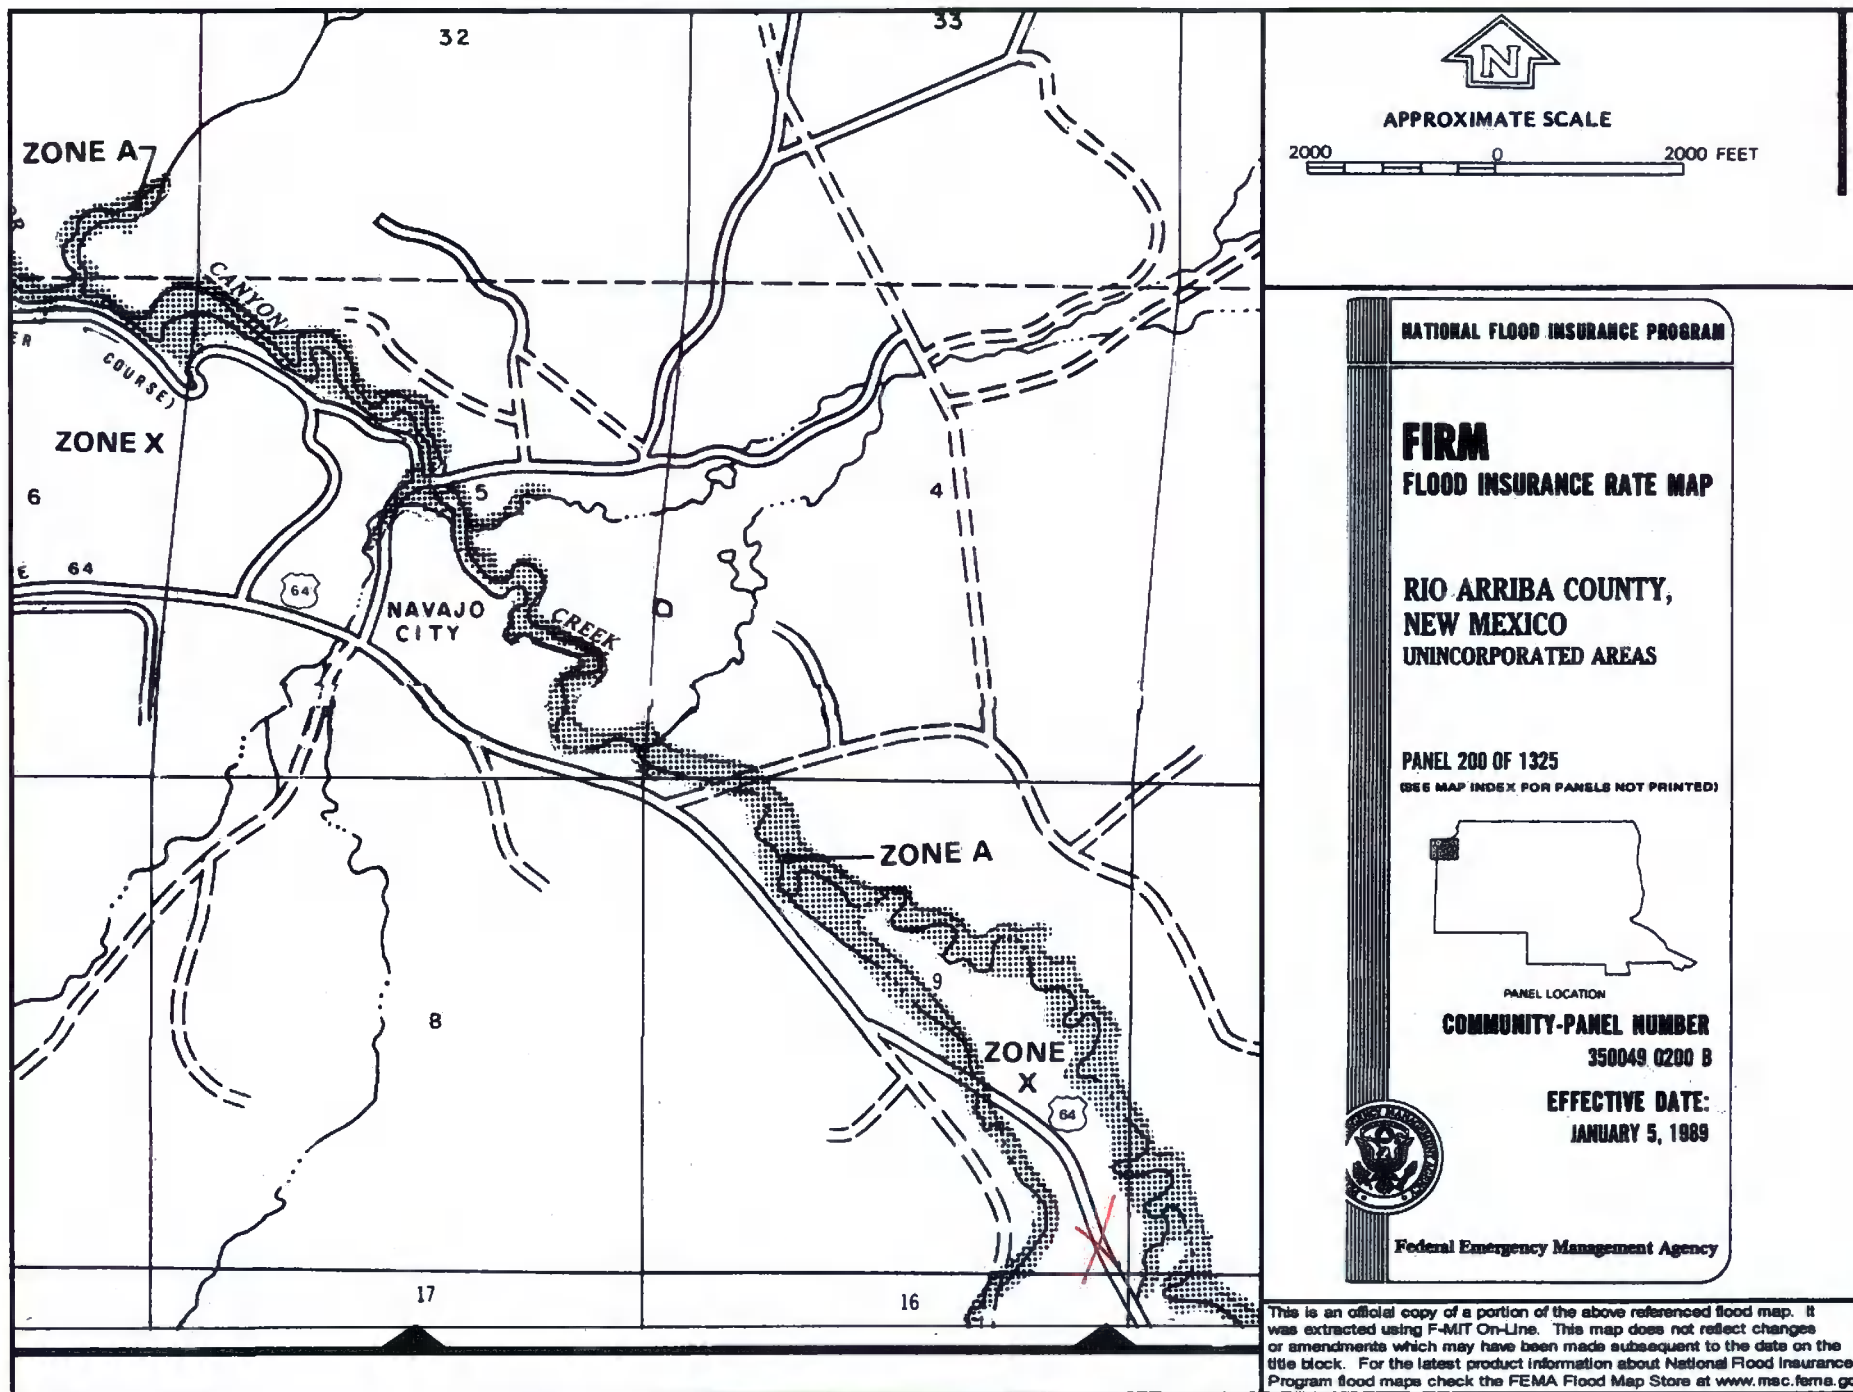 32
33
ZONE A
CANYON
COURSE)
ZONE X
6
5
4
E 64
64
NAVAJO
CITY
CREEK
ZONE A
9
8
ZONE
X
64
17
16
N
APPROXIMATE SCALE
2000 0 2000 FEET
NATIONAL FLOOD INSURANCE PROGRAM
FIRM
FLOOD INSURANCE RATE MAP
RIO ARRIBA COUNTY,
NEW MEXICO
UNINCORPORATED AREAS
PANEL 200 OF 1325
(SEE MAP INDEX FOR PANELS NOT PRINTED)
PANEL LOCATION
COMMUNITY-PANEL NUMBER
350049 0200 B
EFFECTIVE DATE:
JANUARY 5, 1989
Federal Emergency Management Agency
This is an official copy of a portion of the above referenced flood map. It
was extracted using F-MIT On-Line. This map does not reflect changes
or amendments which may have been made subsequent to the date on the
title block. For the latest product information about National Flood Insurance
Program flood maps check the FEMA Flood Map Store at www.msc.fema.go